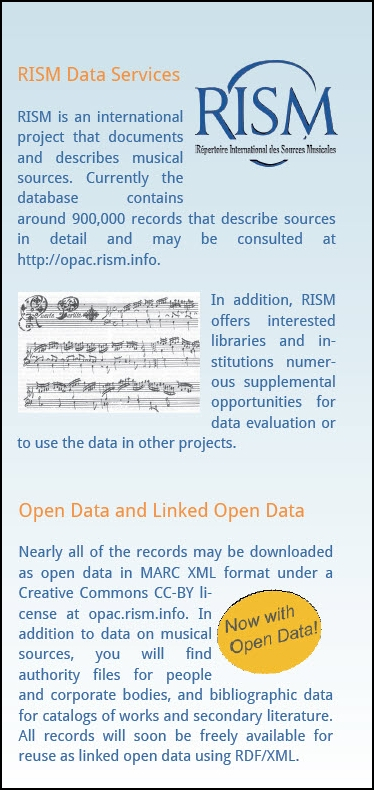 RISM Data Services
RISM
Répertoire International des Sources Musicales
RISM is an international
project that documents
and describes musical
sources. Currently the
database contains
around 900,000 records that describe sources
in detail and may be consulted at
http://opac.rism.info.
In addition, RISM
offers interested
libraries and in-
stitutions numer-
ous supplemental
opportunities for
data evaluation or
to use the data in other projects.
Open Data and Linked Open Data
Nearly all of the records may be downloaded
as open data in MARC XML format under a
Creative Commons CC-BY li-
cense at opac.rism.info. In
addition to data on musical
sources, you will find
authority files for people
and corporate bodies, and bibliographic data
for catalogs of works and secondary literature.
All records will soon be freely available for
reuse as linked open data using RDF/XML.
Now with
Open Data!